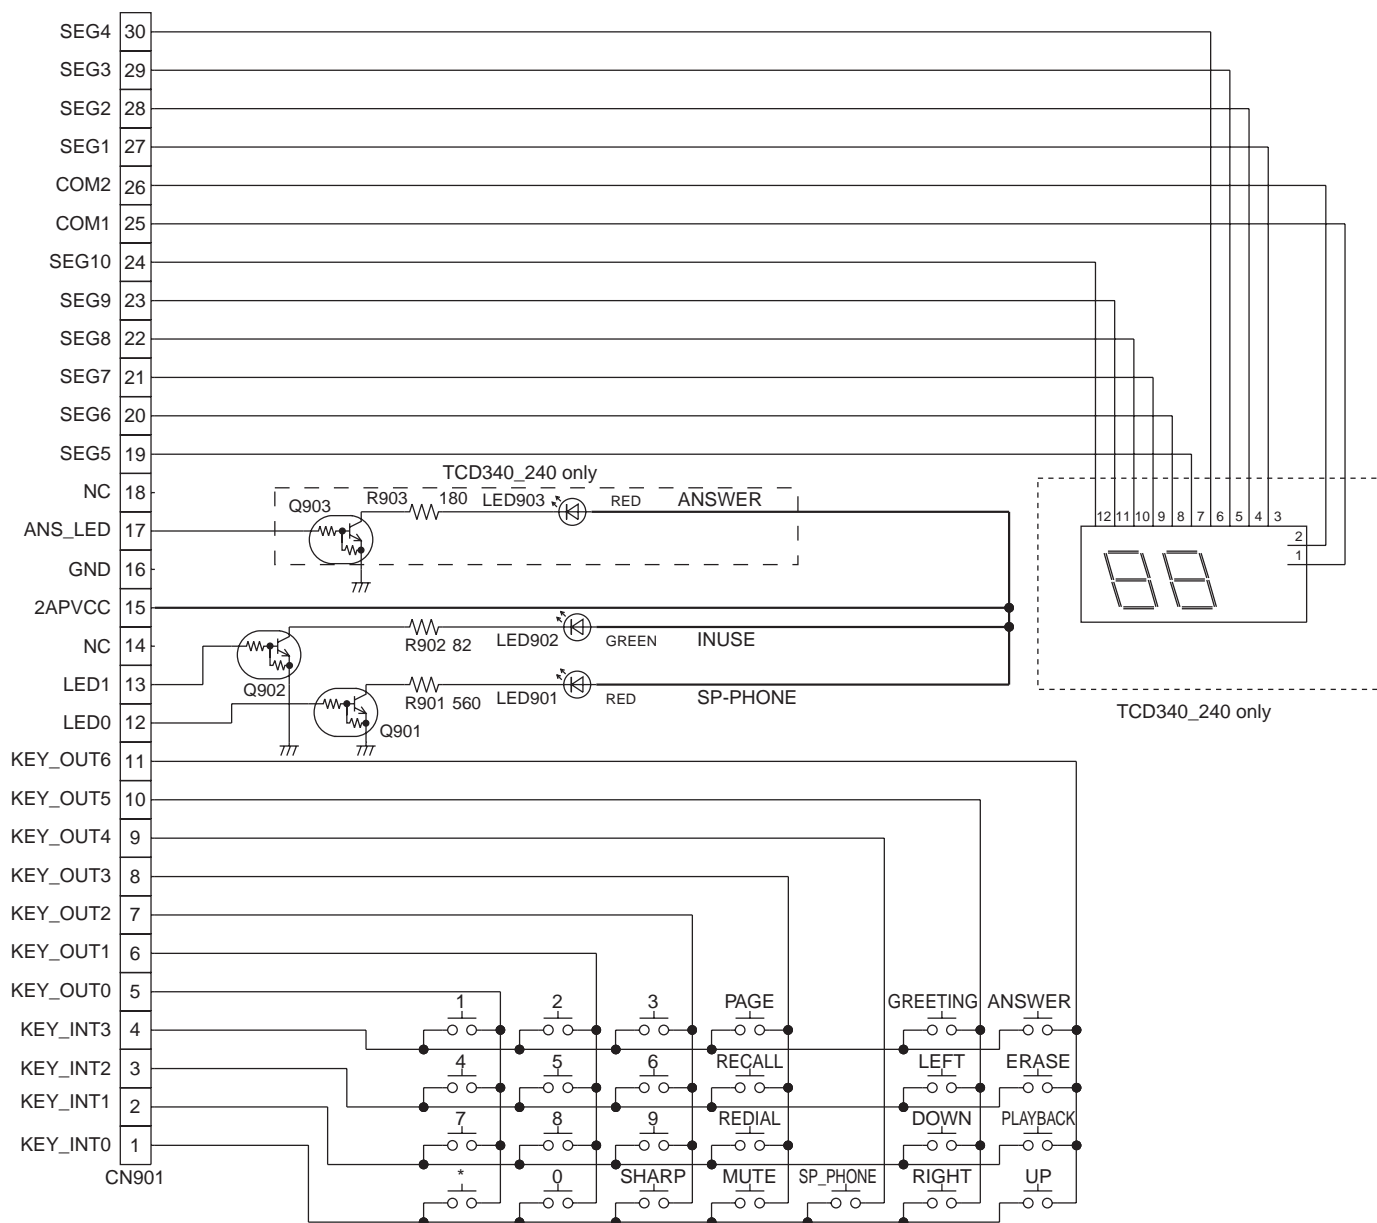 SEG4 30
SEG3 29
SEG2 28
SEG1 27
COM2 26
COM1 25
SEG10 24
SEG9 23
SEG8 22
SEG7 21
SEG6 20
SEG5 19
TCD340_240 only
NC 18
Q903 R903 180 LED903 RED ANSWER
ANS_LED 17
12 11 10 9 8 7 6 5 4 3
2
1
GND 16
2APVCC 15
NC 14
R902 82 LED902 GREEN INUSE
LED1 13
Q902
R901 560 LED901 RED SP-PHONE
LED0 12
Q901
TCD340_240 only
KEY_OUT6 11
KEY_OUT5 10
KEY_OUT4 9
KEY_OUT3 8
KEY_OUT2 7
KEY_OUT1 6
KEY_OUT0 5
1 2 3 PAGE GREETING ANSWER
KEY_INT3 4
4 5 6 RECALL LEFT ERASE
KEY_INT2 3
KEY_INT1 2
7 8 9 REDIAL DOWN PLAYBACK
KEY_INT0 1
CN901
* 0 SHARP MUTE SP_PHONE RIGHT UP